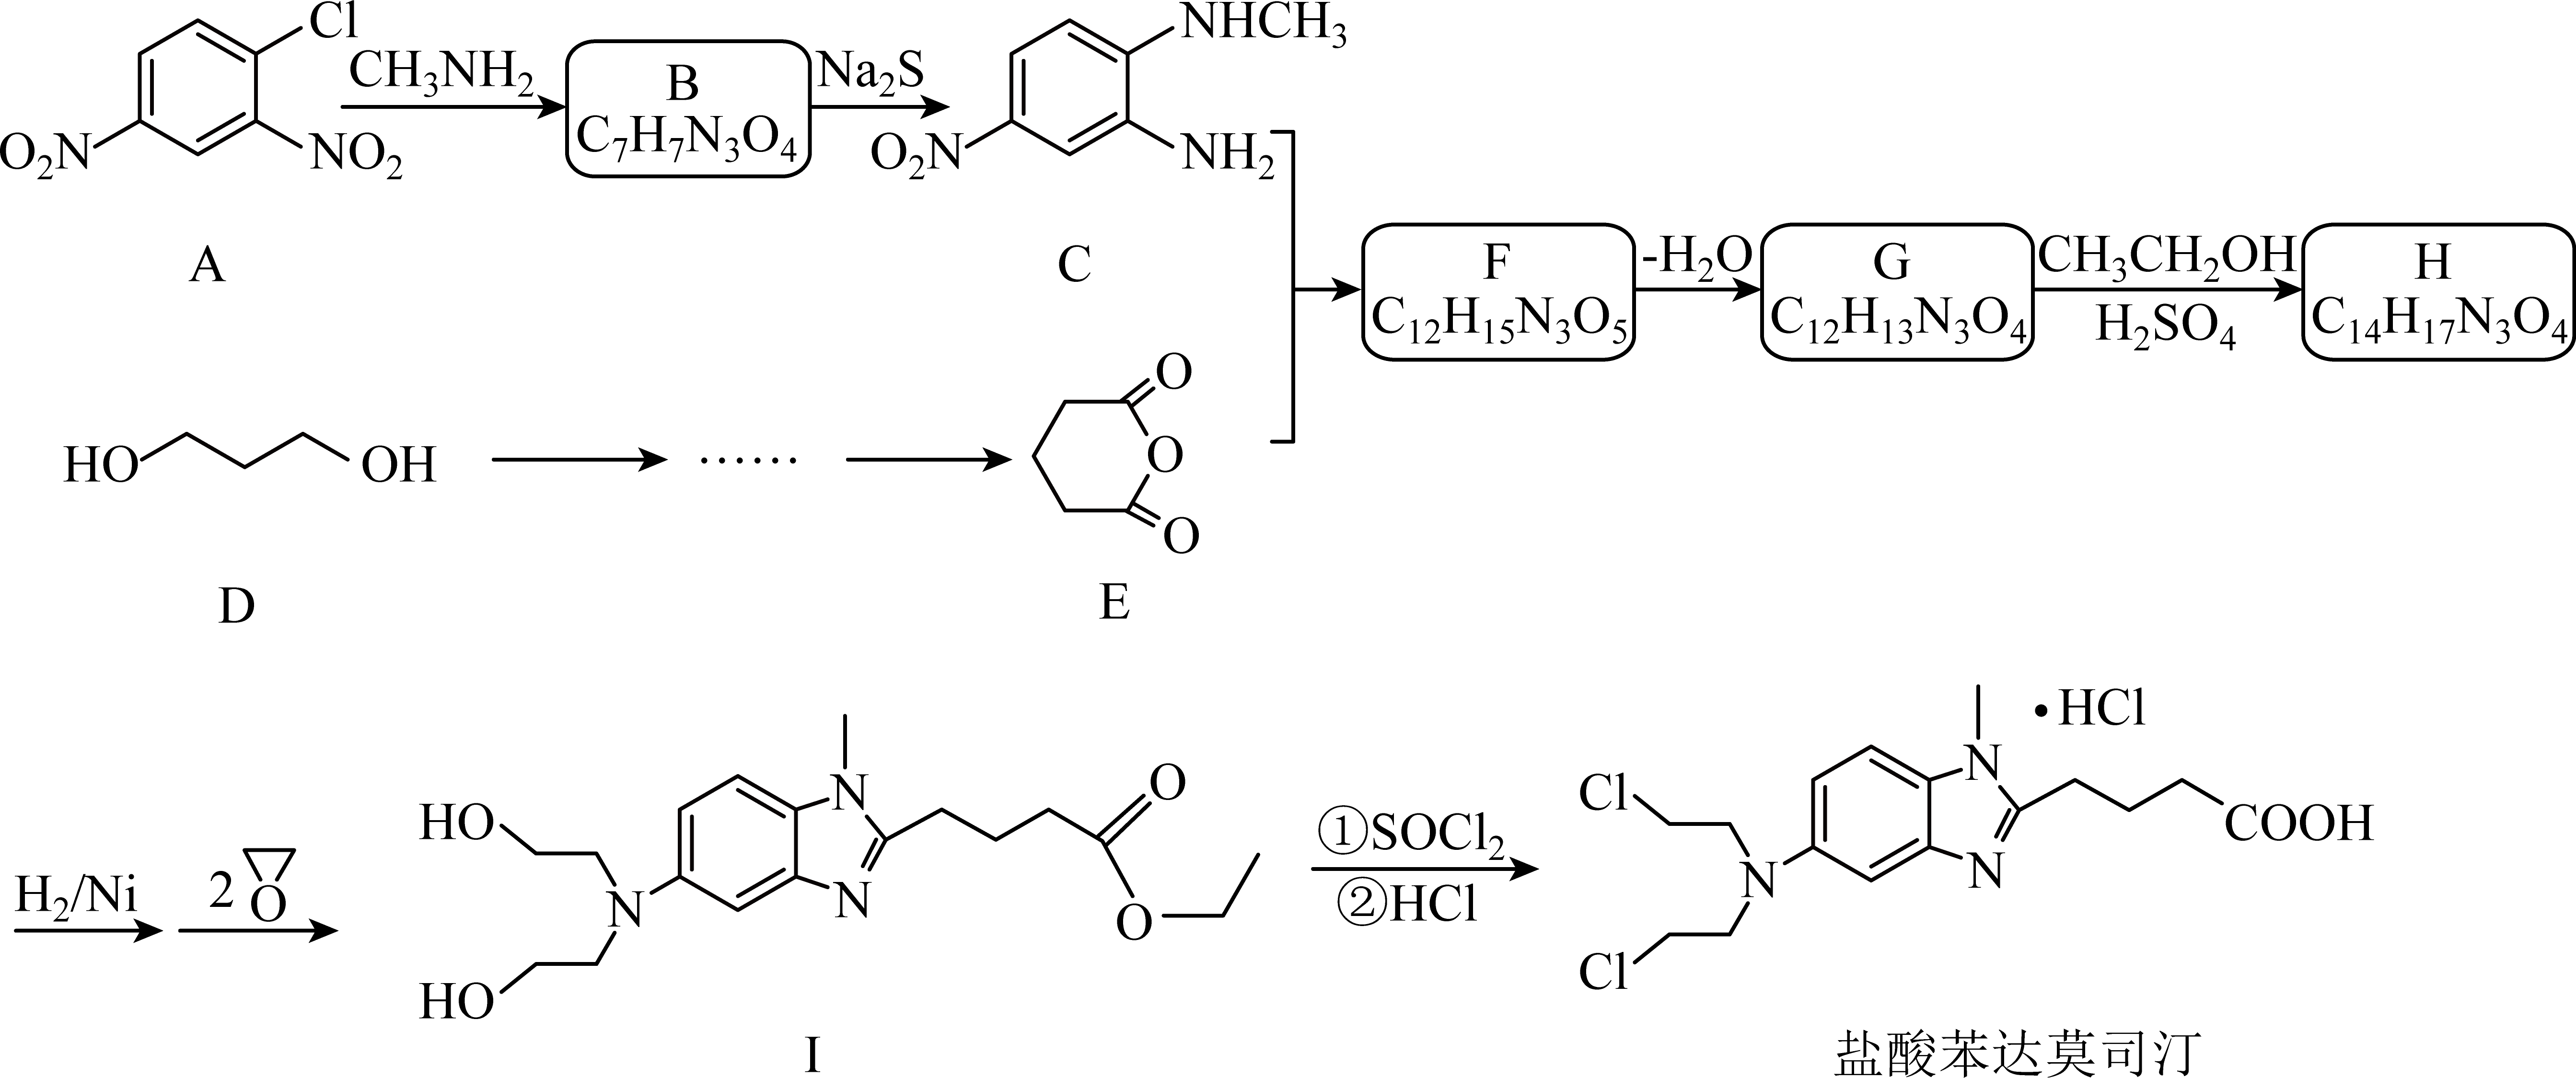 Cl
O₂N
NO₂
A
CH₃NH₂
B
C₇H₇N₃O₄
Na₂S
NHCH₃
O₂N
NH₂
C
HO
OH
D
......
O
O
O
E
F
C₁₂H₁₅N₃O₅
-H₂O
G
C₁₂H₁₃N₃O₄
CH₃CH₂OH
H₂SO₄
H
C₁₄H₁₇N₃O₄
H₂/Ni
2
O
HO
HO
N
N
N
O
O
I
①SOCl₂
②HCl
Cl
Cl
N
N
N
•HCl
COOH
盐酸苯达莫司汀